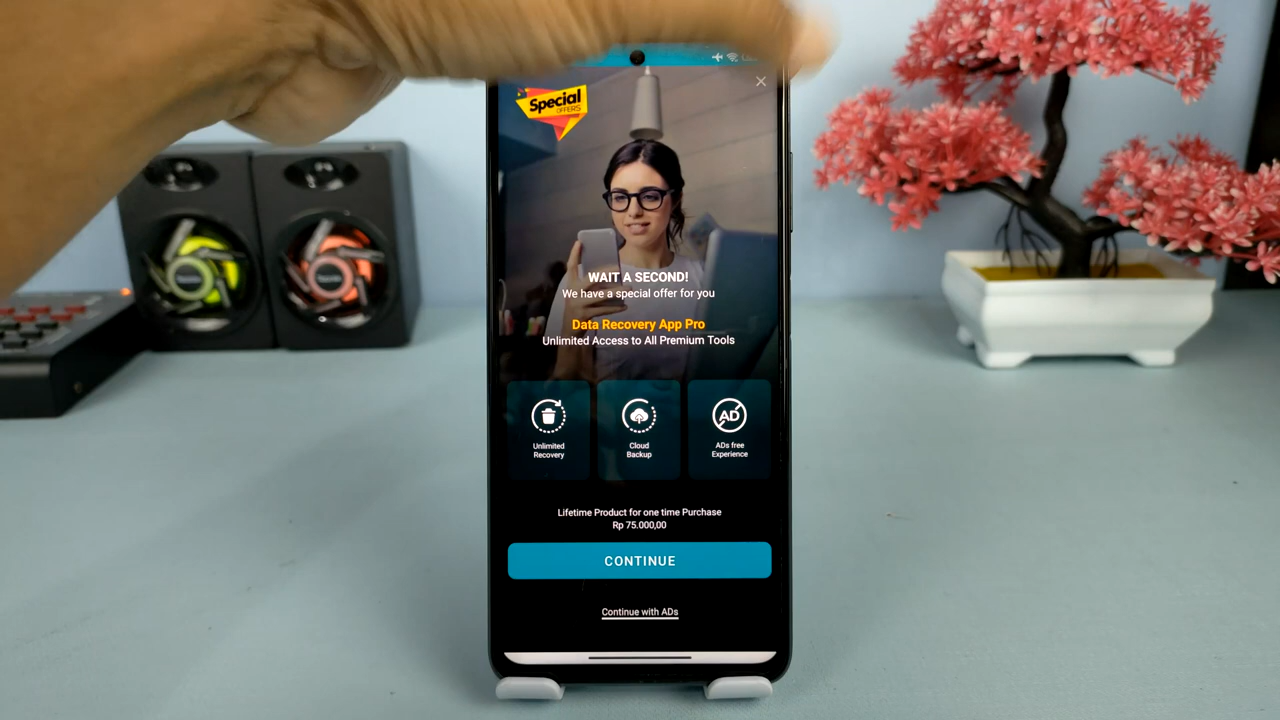 Special
OFFERS
WAIT A SECOND!
We have a special offer for you
Data Recovery App Pro
Unlimited Access to All Premium Tools
Unlimited
Recovery
Cloud
Backup
AD
ADs free
Experience
Lifetime Product for one time Purchase
Rp 75.000,00
CONTINUE
Continue with ADs